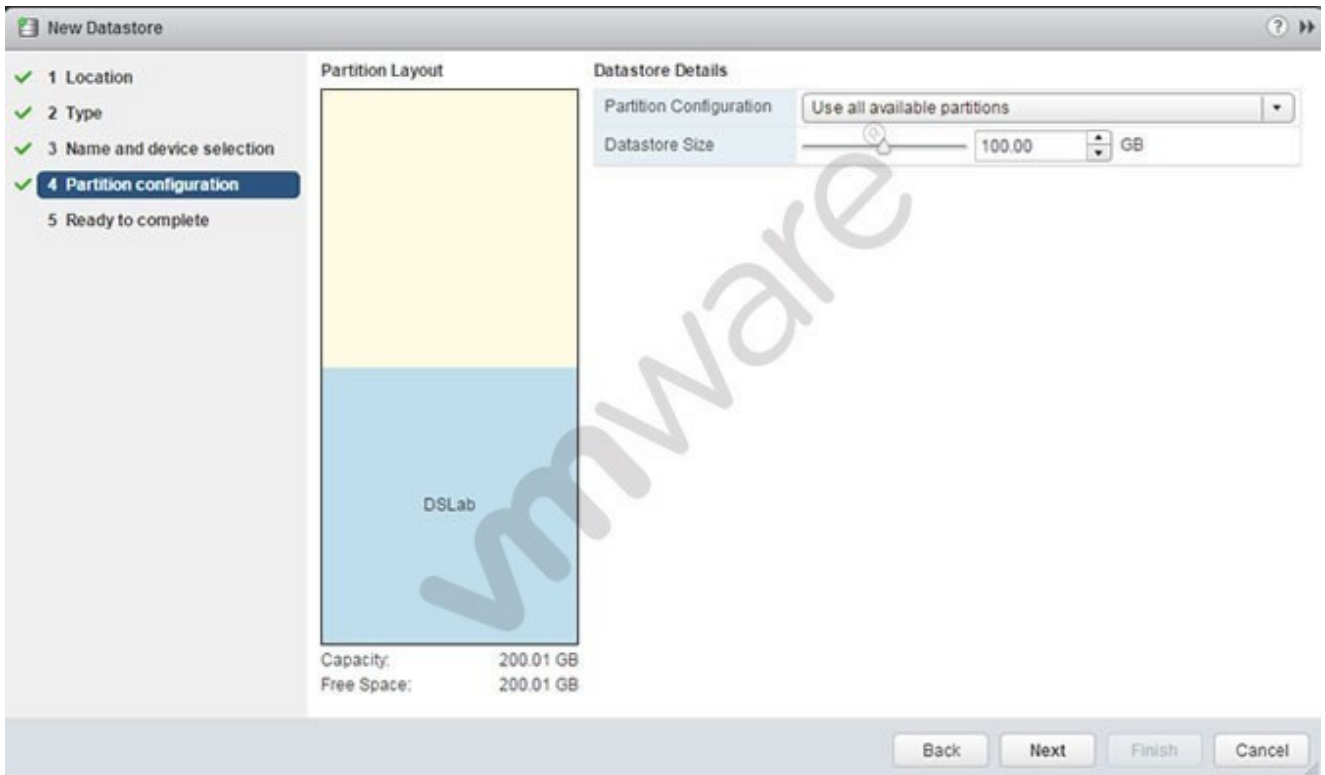 New Datastore
1 Location
2 Type
3 Name and device selection
4 Partition configuration
5 Ready to complete
Partition Layout
DSLab
Capacity: 200.01 GB
Free Space: 200.01 GB
Datastore Details
Partition Configuration Use all available partitions
Datastore Size 100.00 GB
vmware
Back Next Finish Cancel